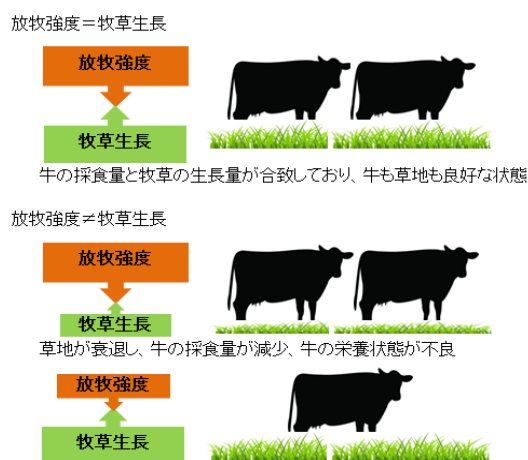 放牧強度＝牧草生長
放牧強度
牧草生長
牛の採食量と牧草の生長量が合致しており、牛も草地も良好な状態
放牧強度≠牧草生長
放牧強度
牧草生長
草地が衰退し、牛の採食量が減少、牛の栄養状態が不良
放牧強度
牧草生長